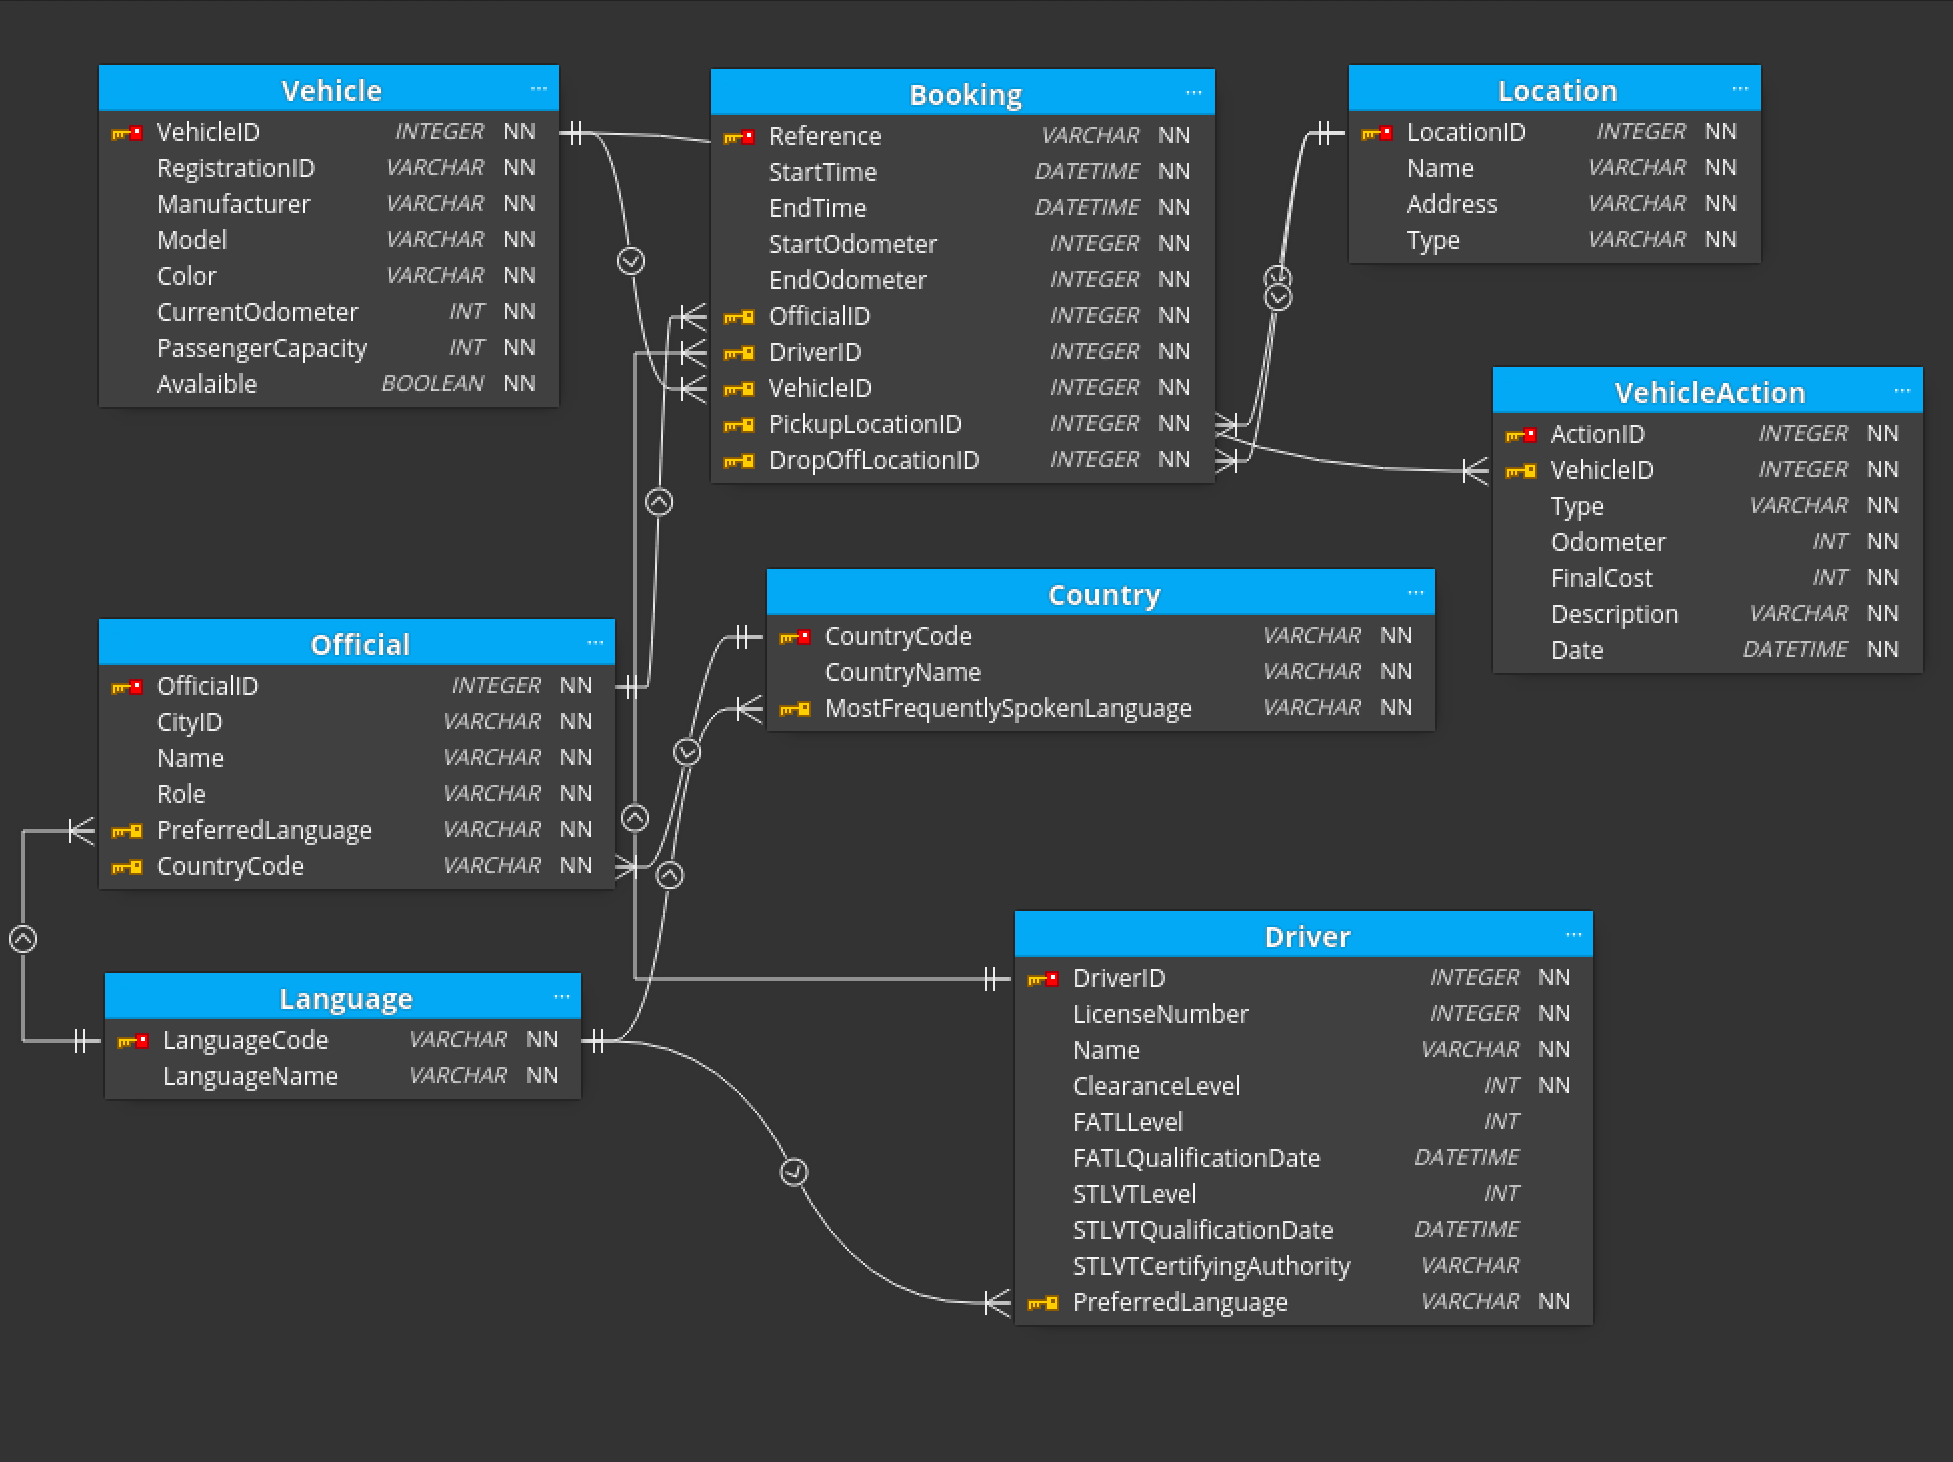 Vehicle ...
VehicleID INTEGER NN
RegistrationID VARCHAR NN
Manufacturer VARCHAR NN
Model VARCHAR NN
Color VARCHAR NN
CurrentOdometer INT NN
PassengerCapacity INT NN
Avalaible BOOLEAN NN
Booking ...
Reference VARCHAR NN
StartTime DATETIME NN
EndTime DATETIME NN
StartOdometer INTEGER NN
EndOdometer INTEGER NN
OfficialID INTEGER NN
DriverID INTEGER NN
VehicleID INTEGER NN
PickupLocationID INTEGER NN
DropOffLocationID INTEGER NN
Location ...
LocationID INTEGER NN
Name VARCHAR NN
Address VARCHAR NN
Type VARCHAR NN
VehicleAction ...
ActionID INTEGER NN
VehicleID INTEGER NN
Type VARCHAR NN
Odometer INT NN
FinalCost INT NN
Description VARCHAR NN
Date DATETIME NN
Country ...
CountryCode VARCHAR NN
CountryName VARCHAR NN
MostFrequentlySpokenLanguage VARCHAR NN
Official ...
OfficialID INTEGER NN
CityID VARCHAR NN
Name VARCHAR NN
Role VARCHAR NN
PreferredLanguage VARCHAR NN
CountryCode VARCHAR NN
Language ...
LanguageCode VARCHAR NN
LanguageName VARCHAR NN
Driver ...
DriverID INTEGER NN
LicenseNumber INTEGER NN
Name VARCHAR NN
ClearanceLevel INT NN
FATLLevel INT
FATLQualificationDate DATETIME
STLVTLevel INT
STLVTQualificationDate DATETIME
STLVTCertifyingAuthority VARCHAR
PreferredLanguage VARCHAR NN